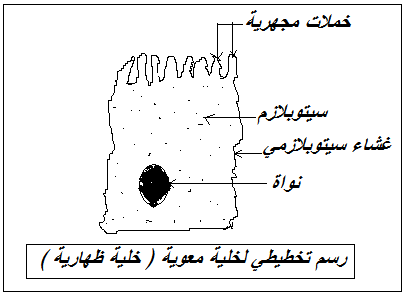 خملات مجهرية
سيتوبلازم
غشاء سيتوبلازمي
نواة
رسم تخطيطي لخلية معوية ( خلية ظهارية )